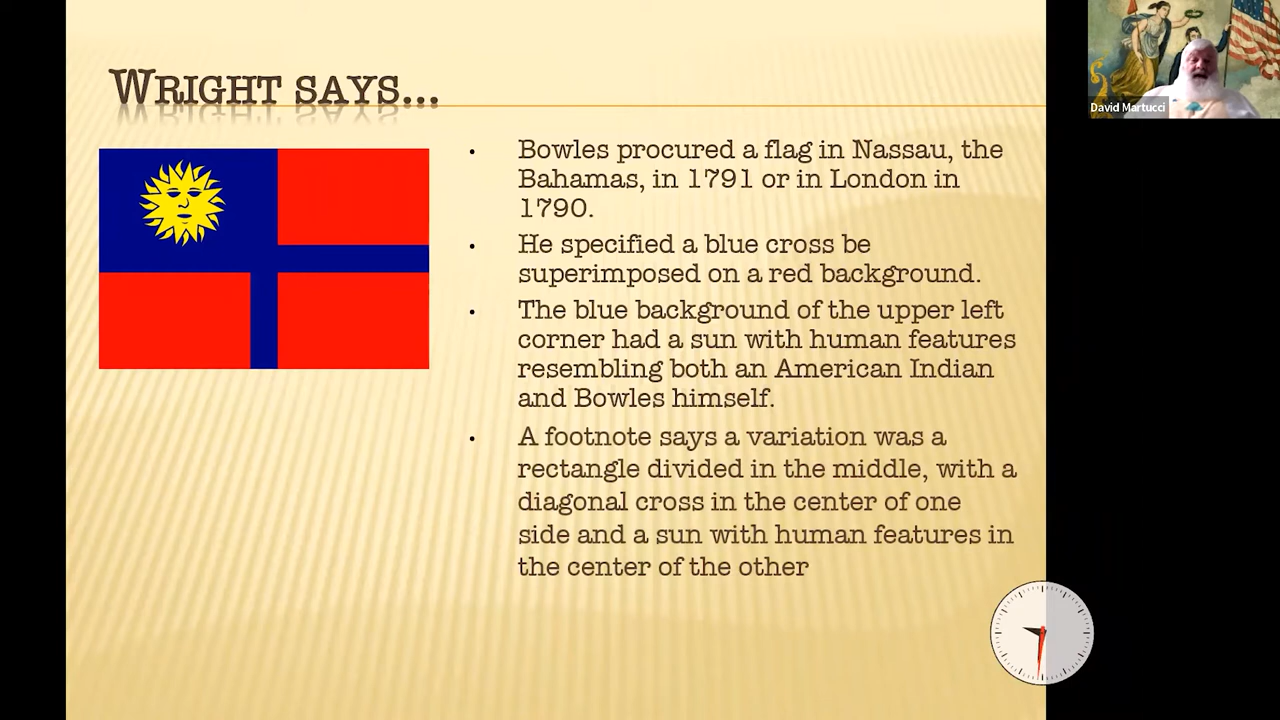 WRIGHT SAYS...
David Martucci
• Bowles procured a flag in Nassau, the
Bahamas, in 1791 or in London in
1790.
• He specified a blue cross be
superimposed on a red background.
• The blue background of the upper left
corner had a sun with human features
resembling both an American Indian
and Bowles himself.
• A footnote says a variation was a
rectangle divided in the middle, with a
diagonal cross in the center of one
side and a sun with human features in
the center of the other